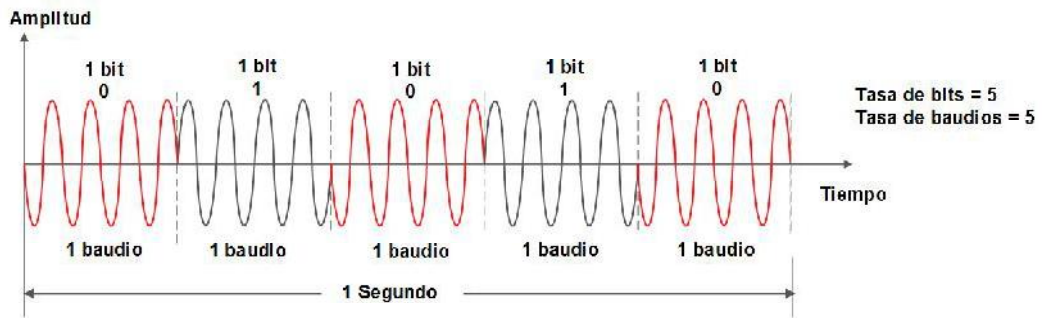 Amplitud
1 bit 1 bit 1 bit 1 bit 1 bit
0 1 0 1 0
Tasa de bits = 5
Tasa de baudios = 5
Tiempo
1 baudio 1 baudio 1 baudio 1 baudio 1 baudio
1 Segundo